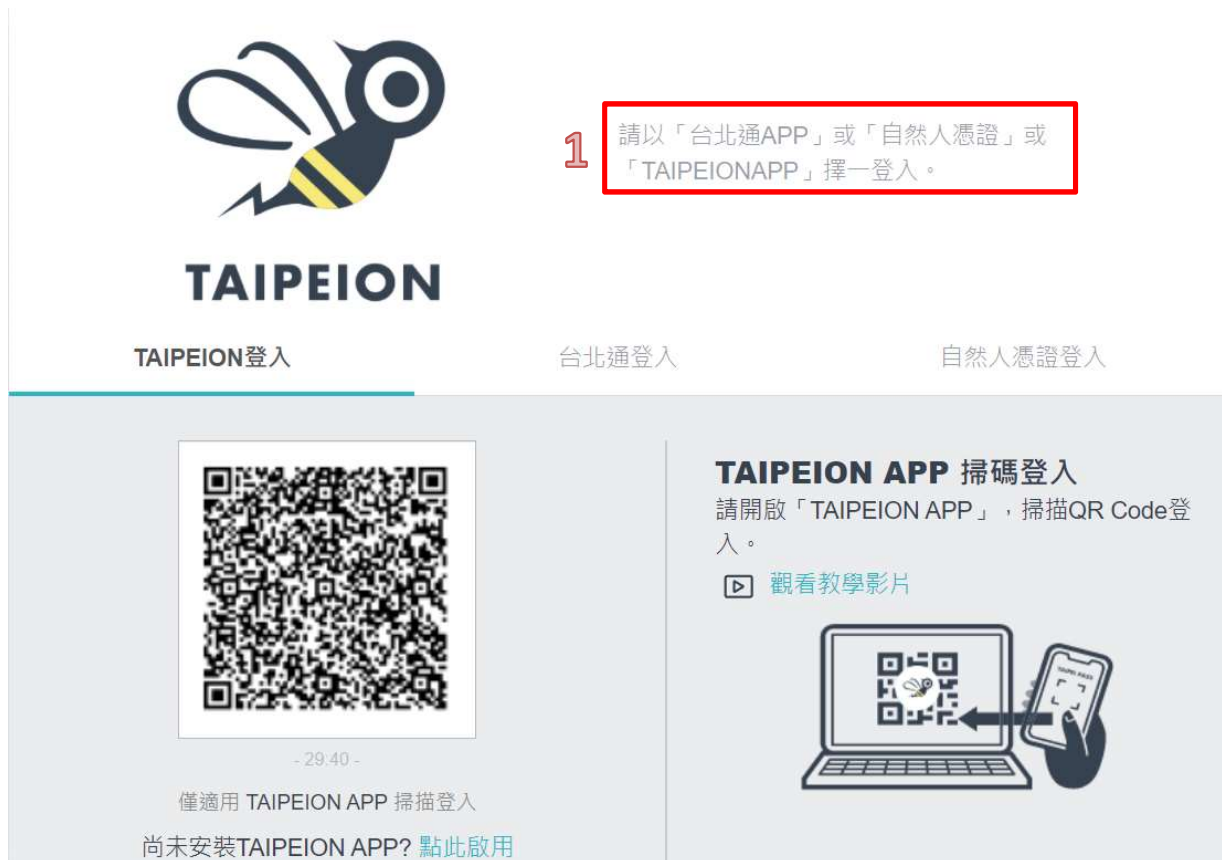 1
請以「台北通APP」或「自然人憑證」或
「TAIPEIONAPP」擇一登入。
TAIPEION
TAIPEION登入
台北通登入
自然人憑證登入
TAIPEION APP 掃碼登入
請開啟「TAIPEION APP」，掃描QR Code登
入。
觀看教學影片
TAIPEI PASS
- 29:40 -
僅適用 TAIPEION APP 掃描登入
尚未安裝TAIPEION APP? 點此啟用